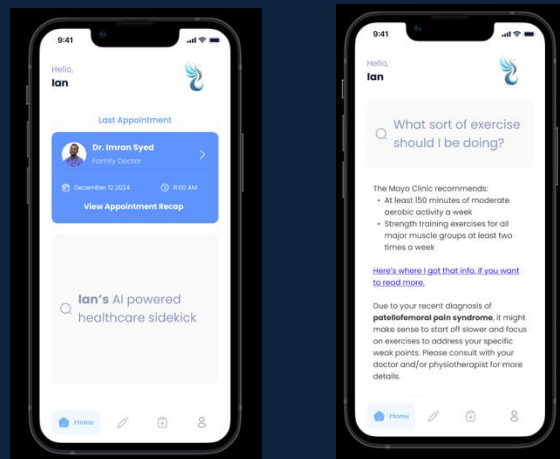 9:41
Hello,
Ian
Last Appointment
Dr. Imran Syed
Family Doctor
December 12 2024
11:00 AM
View Appointment Recap
Ian's AI powered
healthcare sidekick
Home
9:41
Hello,
Ian
What sort of exercise
should I be doing?
The Mayo Clinic recommends:
• At least 150 minutes of moderate
aerobic activity a week
• Strength training exercises for all
major muscle groups at least two
times a week
Here's where I got that info, if you want
to read more.
Due to your recent diagnosis of
patellofemoral pain syndrome, it might
make sense to start off slower and focus
on exercises to address your specific
weak points. Please consult with your
doctor and/or physiotherapist for more
details.
Home